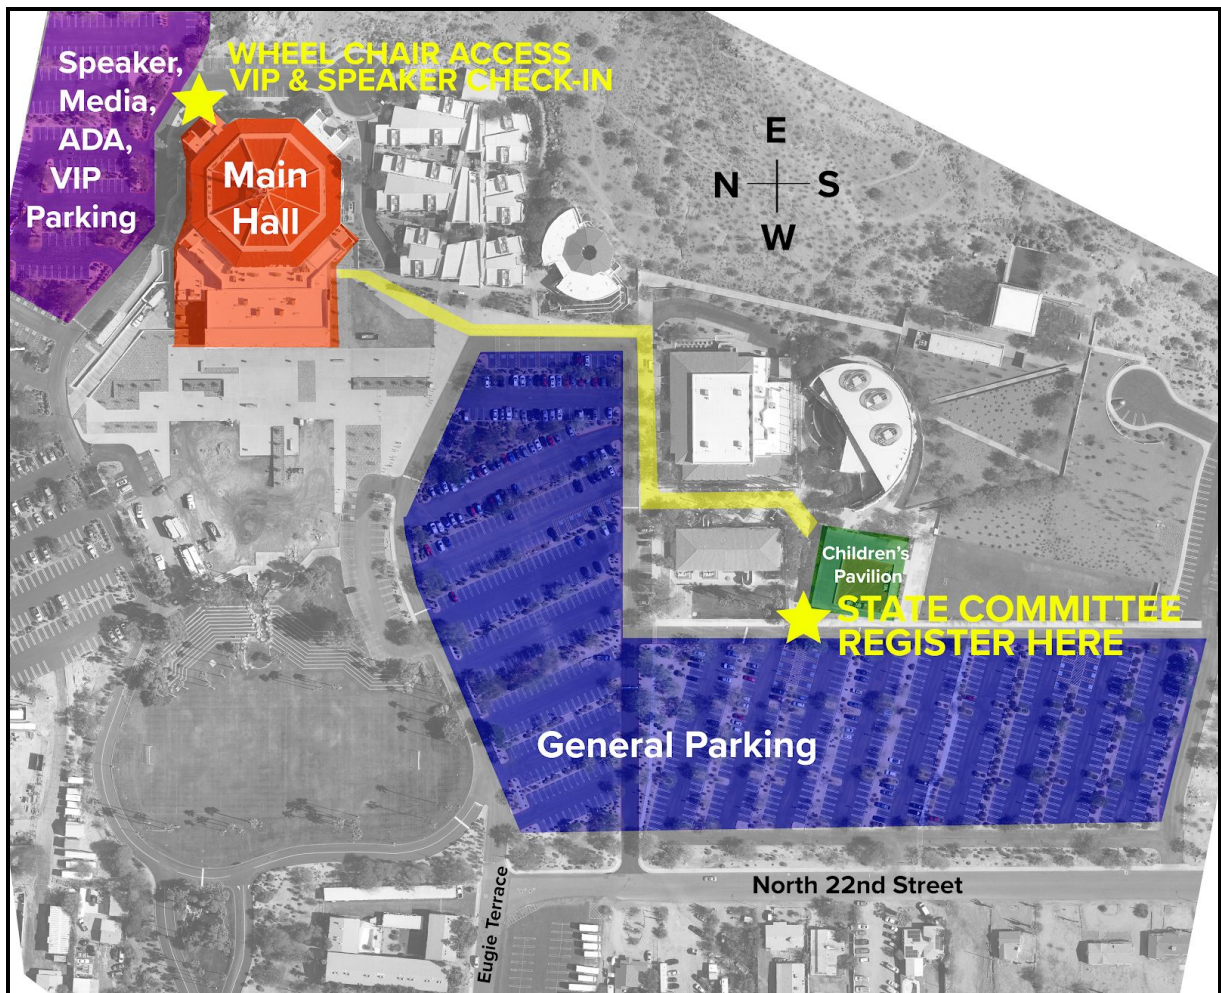 Speaker,
Media,
ADA,
VIP
Parking
WHEEL CHAIR ACCESS
VIP & SPEAKER CHECK-IN
Main
Hall
E
N S
W
Children's
Pavilion
STATE COMMITTEE
REGISTER HERE
General Parking
North 22nd Street
Eugie Terrace